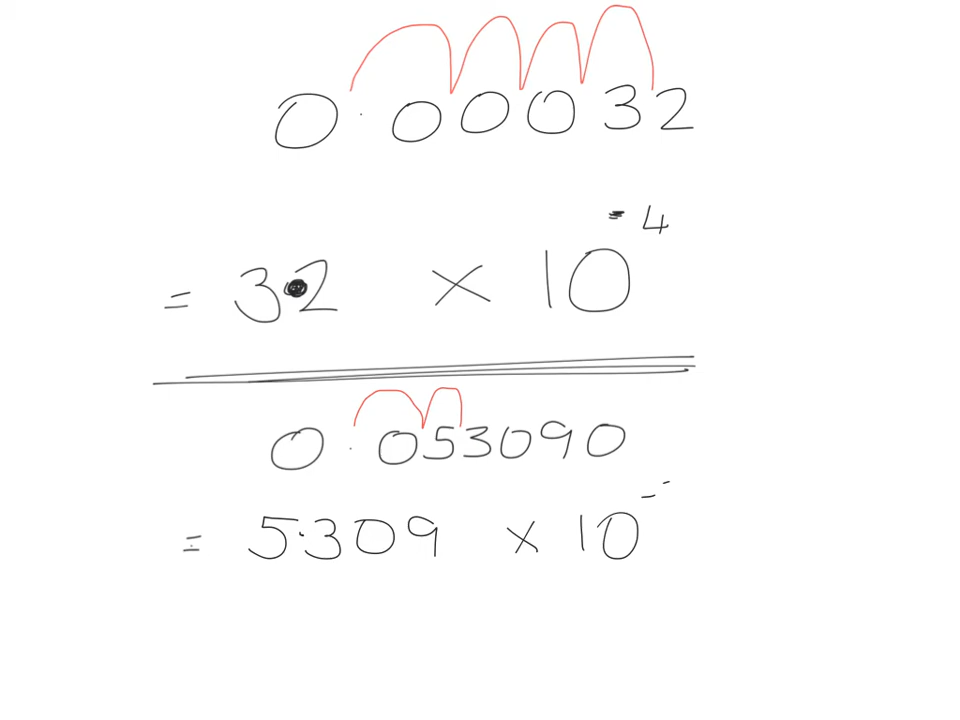 0.00032
= 3.2 × 10⁻⁴
0.053090
= 5.309 × 10⁻